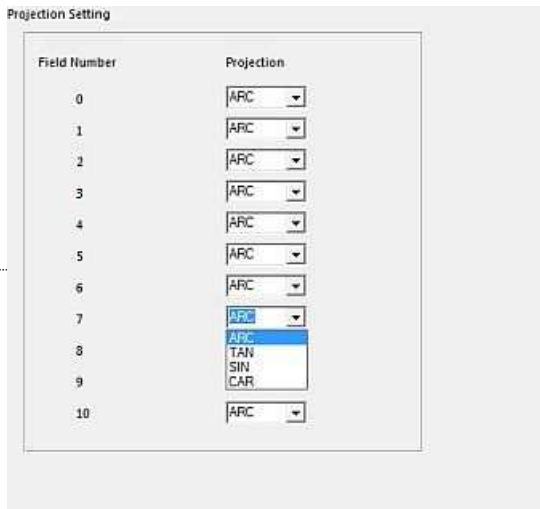 Projection Setting
Field Number Projection
0 ARC
1 ARC
2 ARC
3 ARC
4 ARC
5 ARC
6 ARC
7 ARC
ARC
8 TAN
SIN
9 CAR
10 ARC